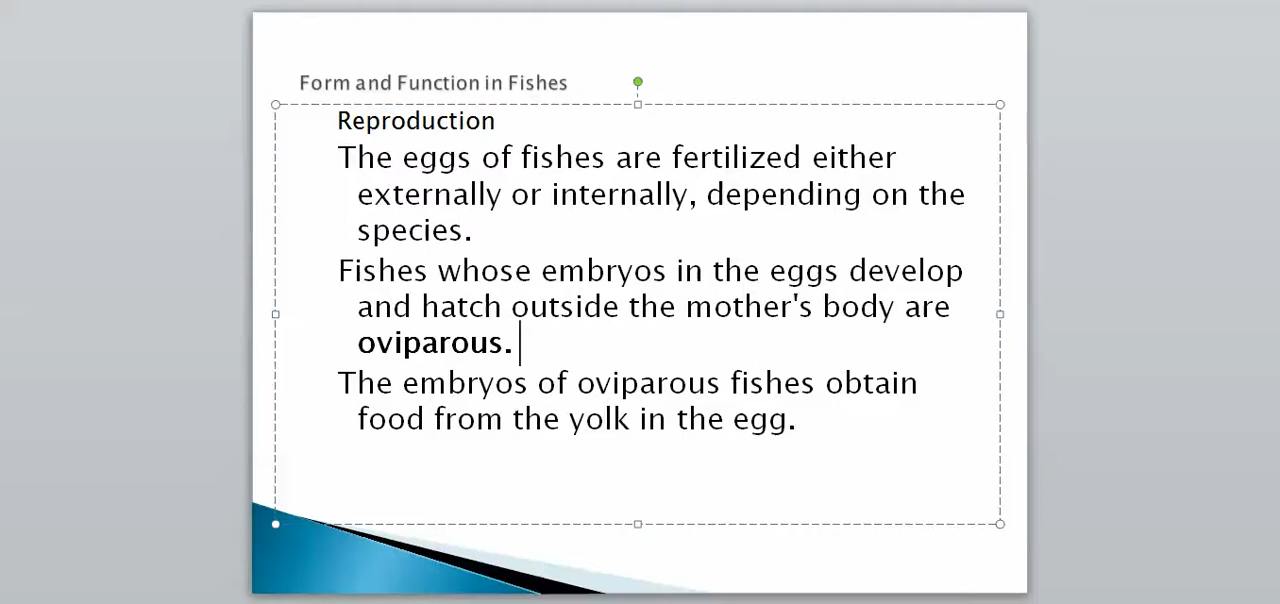 Form and Function in Fishes
Reproduction
The eggs of fishes are fertilized either
externally or internally, depending on the
species.
Fishes whose embryos in the eggs develop
and hatch outside the mother's body are
oviparous.
The embryos of oviparous fishes obtain
food from the yolk in the egg.